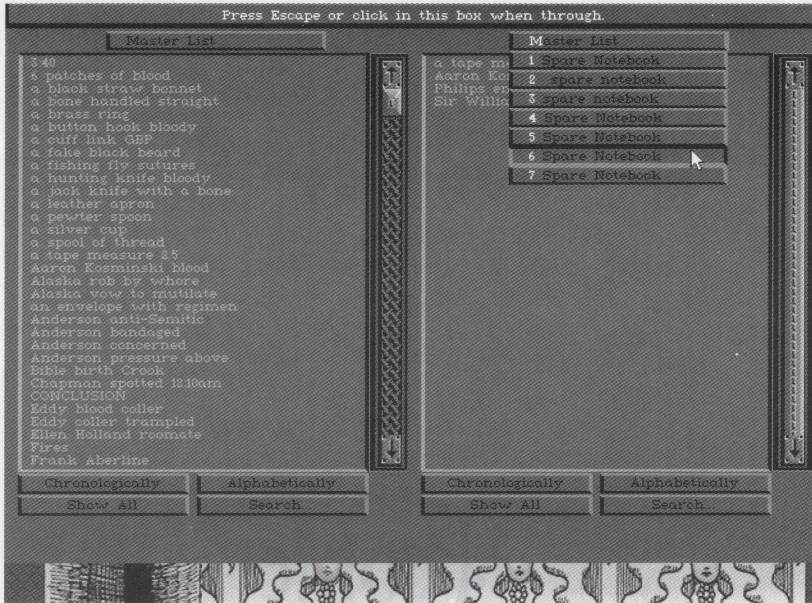 Press Escape or click in this box when through.
Master List
3.40
6 patches of blood
a black straw bonnet
a bone handled straight
a brass ring
a button hook bloody
a cuff link GBP
a fake black beard
a fishing fly sutures
a hunting knife bloody
a jack knife with a bone
a leather apron
a pewter spoon
a silver cup
a spool of thread
a tape measure 2.5
Aaron Kosminski blood
Alaska rob by whore
Alaska vow to mutilate
an envelope with regimen
Anderson anti-Semitic
Anderson bandaged
Anderson concerned
Anderson pressure above
Bible birth Crook
Chapman spotted 12:10am
CONCLUSION
Eddy blood coller
Eddy coller trampled
Ellen Holland roomate
Fires
Frank Aberline
Chronologically
Alphabetically
Show All
Search...
Master List
1 Spare Notebook
2 spare notebook
3 spare notebook
4 Spare Notebook
5 Spare Notebook
6 Spare Notebook
7 Spare Notebook
a tape me
Aaron Kos
Philips en
Sir Willia
Chronologically
Alphabetically
Show All
Search...